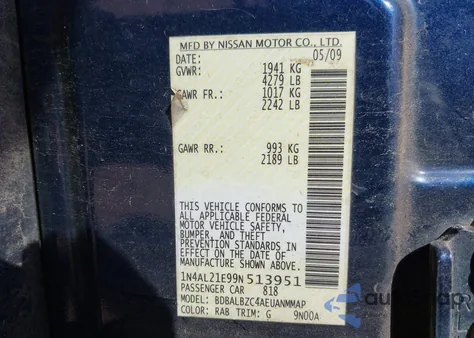 MFD BY NISSAN MOTOR CO., LTD.
DATE: 05/09
GVWR: 1941 KG
4279 LB
GAWR FR.: 1017 KG
2242 LB
GAWR RR.: 993 KG
2189 LB
THIS VEHICLE CONFORMS TO
ALL APPLICABLE FEDERAL
MOTOR VEHICLE SAFETY,
BUMPER, AND THEFT
PREVENTION STANDARDS IN
EFFECT ON THE DATE OF
MANUFACTURE SHOWN ABOVE.
1N4AL21E99N513951
PASSENGER CAR 818
MODEL: BDBALBZC4AEUANMMAP
COLOR: RAB TRIM: G 9N00A